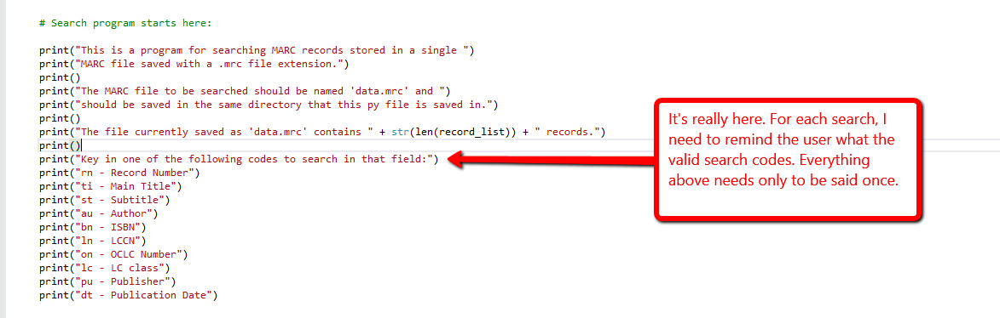 # Search program starts here:
print("This is a program for searching MARC records stored in a single ")
print("MARC file saved with a .mrc file extension.")
print()
print("The MARC file to be searched should be named 'data.mrc' and ")
print("should be saved in the same directory that this py file is saved in.")
print()
print("The file currently saved as 'data.mrc' contains " + str(len(record_list)) + " records.")
print()
print("Key in one of the following codes to search in that field:")
print("rn - Record Number")
print("ti - Main Title")
print("st - Subtitle")
print("au - Author")
print("bn - ISBN")
print("ln - LCCN")
print("on - OCLC Number")
print("lc - LC class")
print("pu - Publisher")
print("dt - Publication Date")
It's really here. For each search, I
need to remind the user what the
valid search codes. Everything
above needs only to be said once.